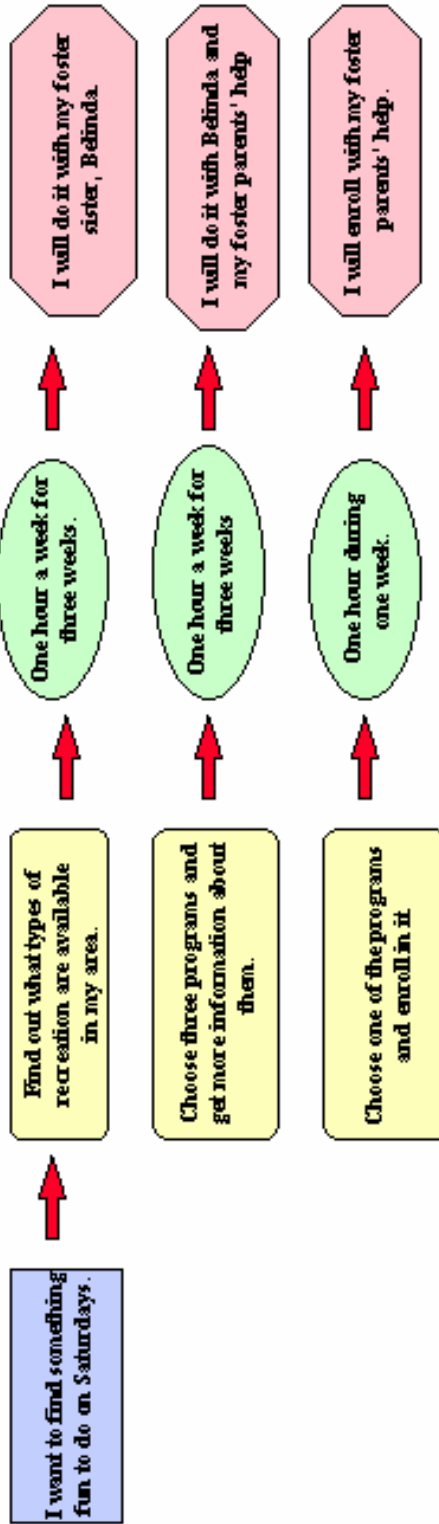 I want to find something
fun to do on Saturdays.
Find out what types of
recreation are available
in my area.
One hour a week for
three weeks.
I will do it with my foster
sister, Belinda.
Choose three programs and
get more information about
them.
One hour a week for
three weeks
I will do it with Belinda and
my foster parents' help
Choose one of the programs
and enroll in it
One hour during
one week.
I will enroll with my foster
parents' help.